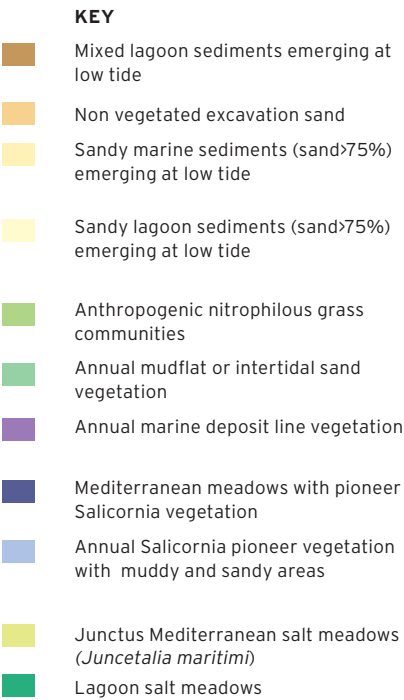 KEY
Mixed lagoon sediments emerging at
low tide
Non vegetated excavation sand
Sandy marine sediments (sand>75%)
emerging at low tide
Sandy lagoon sediments (sand>75%)
emerging at low tide
Anthropogenic nitrophilous grass
communities
Annual mudflat or intertidal sand
vegetation
Annual marine deposit line vegetation
Mediterranean meadows with pioneer
Salicornia vegetation
Annual Salicornia pioneer vegetation
with muddy and sandy areas
Junctus Mediterranean salt meadows
(Juncetalia maritimi)
Lagoon salt meadows